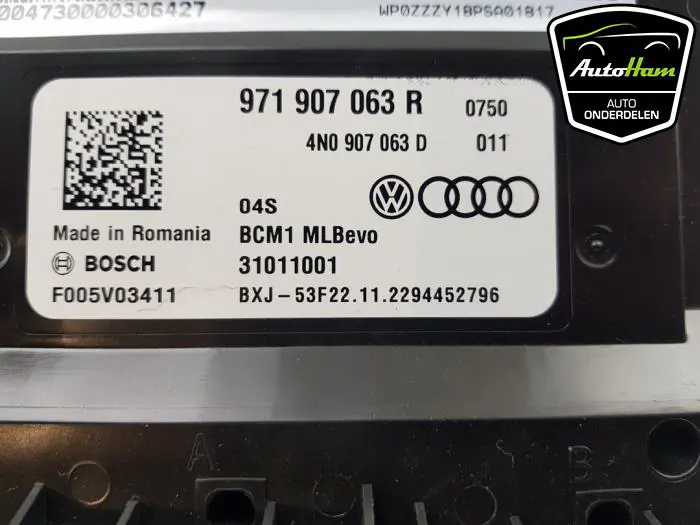 004730000306427
WP0ZZZY1BPSA01817
AutoHam
AUTO
ONDERDELEN
971 907 063 R 0750
4N0 907 063 D 011
04S
Made in Romania BCM1 MLBevo
BOSCH 31011001
F005V03411 BXJ-53F22.11.2294452796
A B